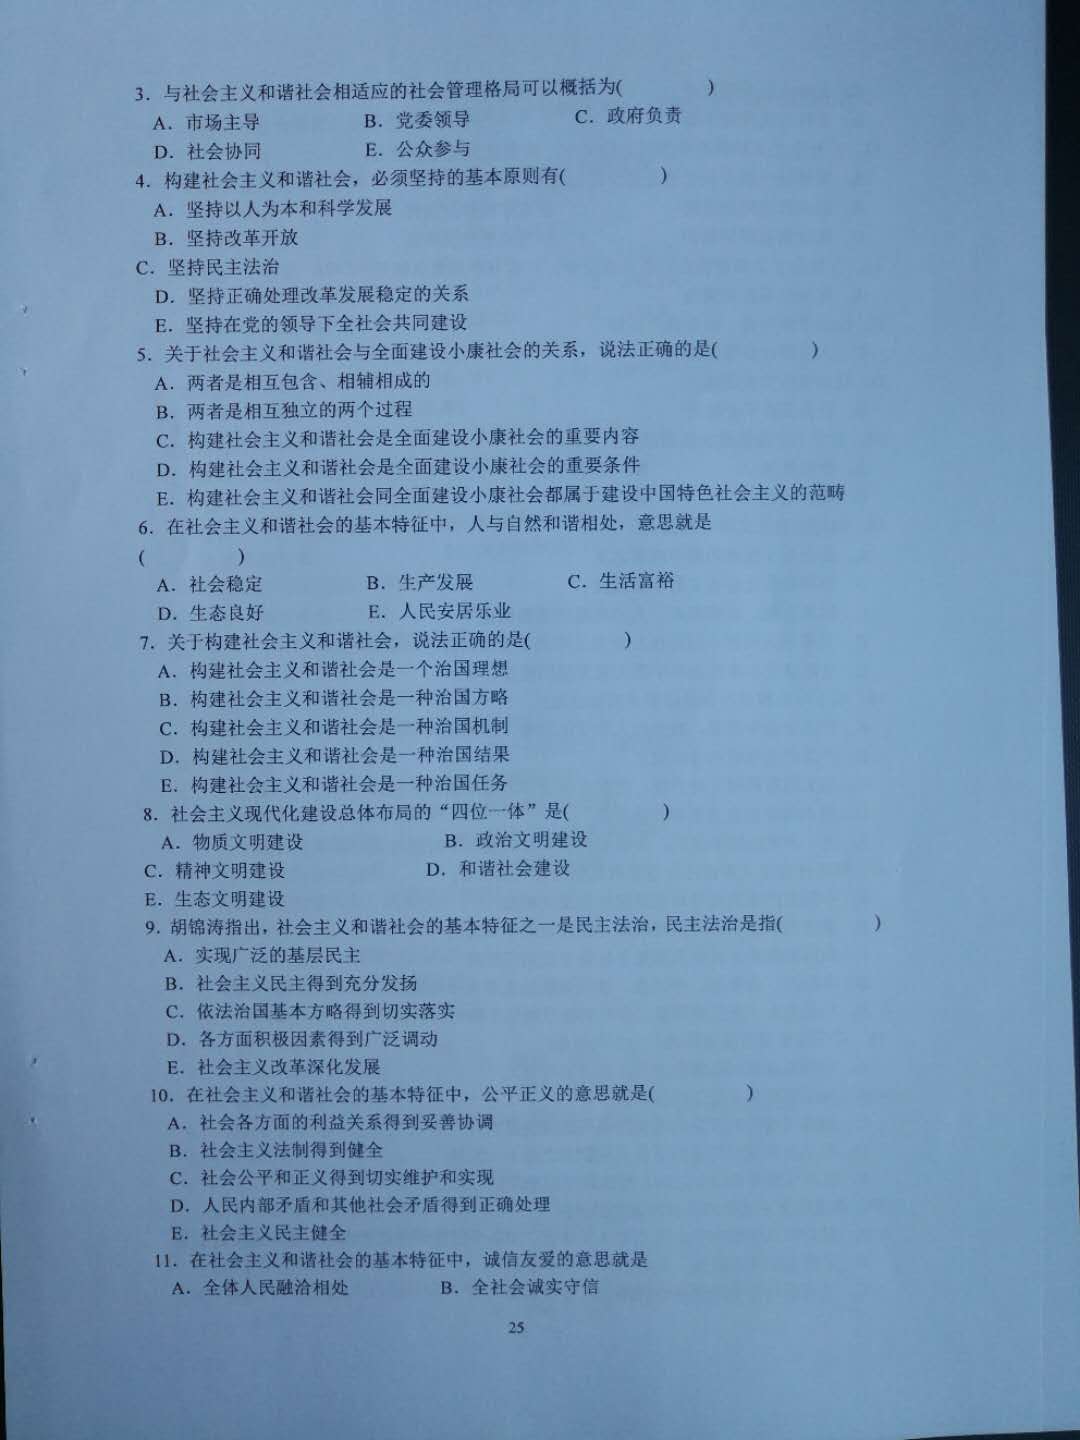 3．与社会主义和谐社会相适应的社会管理格局可以概括为(          )
A．市场主导  B．党委领导  C．政府负责
D．社会协同  E．公众参与
4．构建社会主义和谐社会，必须坚持的基本原则有(          )
A．坚持以人为本和科学发展
B．坚持改革开放
C．坚持民主法治
D．坚持正确处理改革发展稳定的关系
E．坚持在党的领导下全社会共同建设
5．关于社会主义和谐社会与全面建设小康社会的关系，说法正确的是(          )
A．两者是相互包含、相辅相成的
B．两者是相互独立的两个过程
C．构建社会主义和谐社会是全面建设小康社会的重要内容
D．构建社会主义和谐社会是全面建设小康社会的重要条件
E．构建社会主义和谐社会同全面建设小康社会都属于建设中国特色社会主义的范畴
6．在社会主义和谐社会的基本特征中，人与自然和谐相处，意思就是
(          )
A．社会稳定  B．生产发展  C．生活富裕
D．生态良好  E．人民安居乐业
7．关于构建社会主义和谐社会，说法正确的是(          )
A．构建社会主义和谐社会是一个治国理想
B．构建社会主义和谐社会是一种治国方略
C．构建社会主义和谐社会是一种治国机制
D．构建社会主义和谐社会是一种治国结果
E．构建社会主义和谐社会是一种治国任务
8．社会主义现代化建设总体布局的“四位一体”是(          )
A．物质文明建设  B．政治文明建设
C．精神文明建设  D．和谐社会建设
E．生态文明建设
9．胡锦涛指出，社会主义和谐社会的基本特征之一是民主法治，民主法治是指(          )
A．实现广泛的基层民主
B．社会主义民主得到充分发扬
C．依法治国基本方略得到切实落实
D．各方面积极因素得到广泛调动
E．社会主义改革深化发展
10．在社会主义和谐社会的基本特征中，公平正义的意思就是(          )
A．社会各方面的利益关系得到妥善协调
B．社会主义法制得到健全
C．社会公平和正义得到切实维护和实现
D．人民内部矛盾和其他社会矛盾得到正确处理
E．社会主义民主健全
11．在社会主义和谐社会的基本特征中，诚信友爱的意思就是
A．全体人民融洽相处  B．全社会诚实守信
25